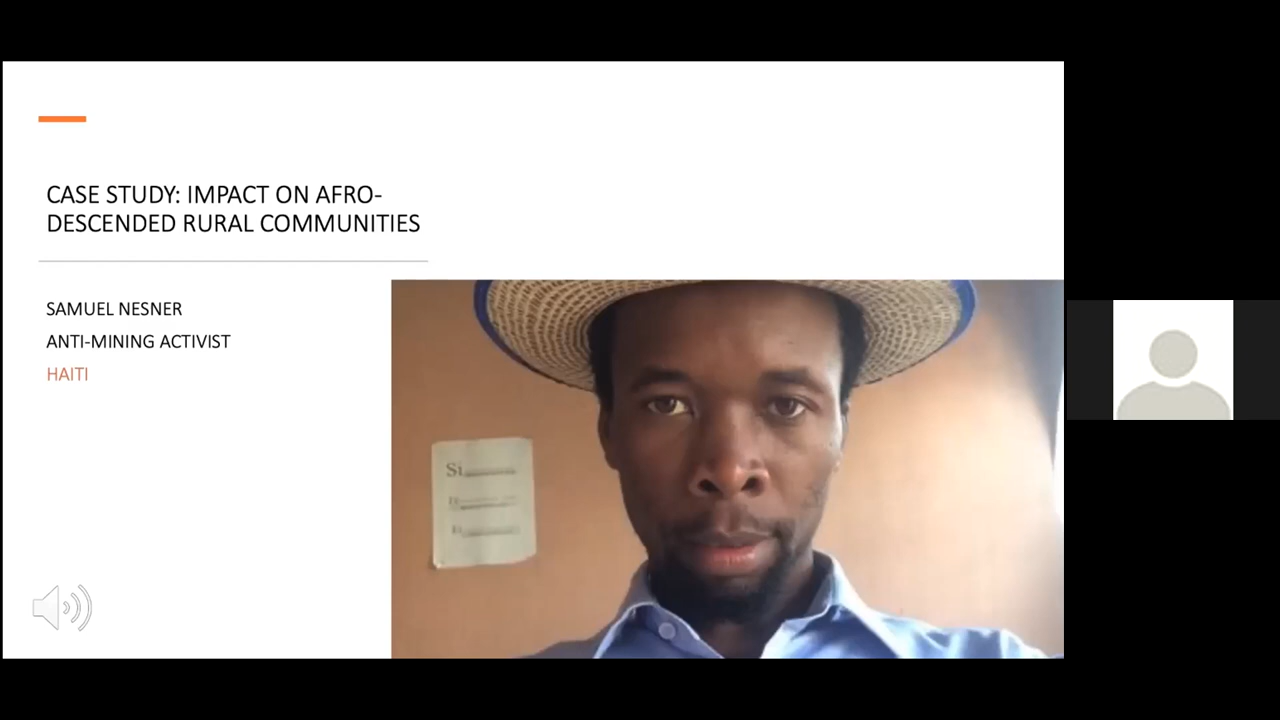 CASE STUDY: IMPACT ON AFRO-
DESCENDED RURAL COMMUNITIES
SAMUEL NESNER
ANTI-MINING ACTIVIST
HAITI